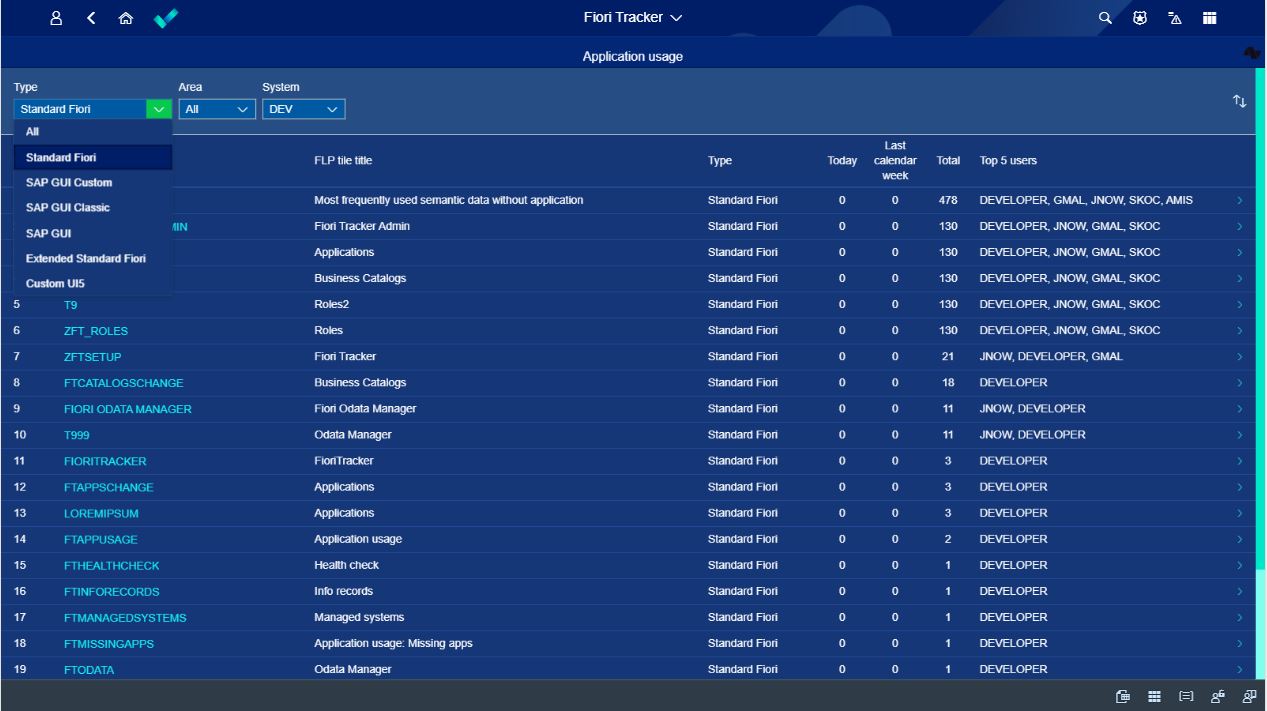 Fiori Tracker
Application usage
Type Area System
Standard Fiori All DEV
All
Standard Fiori
SAP GUI Custom
SAP GUI Classic
SAP GUI
Extended Standard Fiori
Custom UI5
FLP tile title Type Today Last calendar week Total Top 5 users
Most frequently used semantic data without application Standard Fiori 0 0 478 DEVELOPER, GMAL, JNOW, SKOC, AMIS
MIN Fiori Tracker Admin Standard Fiori 0 0 130 DEVELOPER, JNOW, GMAL, SKOC
Applications Standard Fiori 0 0 130 DEVELOPER, JNOW, GMAL, SKOC
Business Catalogs Standard Fiori 0 0 130 DEVELOPER, JNOW, GMAL, SKOC
5 T9 Roles2 Standard Fiori 0 0 130 DEVELOPER, JNOW, GMAL, SKOC
6 ZFT_ROLES Roles Standard Fiori 0 0 130 DEVELOPER, JNOW, GMAL, SKOC
7 ZFTSETUP Fiori Tracker Standard Fiori 0 0 21 JNOW, DEVELOPER, GMAL
8 FTCATALOGSCHANGE Business Catalogs Standard Fiori 0 0 18 DEVELOPER
9 FIORI ODATA MANAGER Fiori Odata Manager Standard Fiori 0 0 11 JNOW, DEVELOPER
10 T999 Odata Manager Standard Fiori 0 0 11 JNOW, DEVELOPER
11 FIORITRACKER FioriTracker Standard Fiori 0 0 3 DEVELOPER
12 FTAPPSCHANGE Applications Standard Fiori 0 0 3 DEVELOPER
13 LOREMIPSUM Applications Standard Fiori 0 0 3 DEVELOPER
14 FTAPPUSAGE Application usage Standard Fiori 0 0 2 DEVELOPER
15 FTHEALTHCHECK Health check Standard Fiori 0 0 1 DEVELOPER
16 FTINFORECORDS Info records Standard Fiori 0 0 1 DEVELOPER
17 FTMANAGEDSYSTEMS Managed systems Standard Fiori 0 0 1 DEVELOPER
18 FTMISSINGAPPS Application usage: Missing apps Standard Fiori 0 0 1 DEVELOPER
19 FTODATA Odata Manager Standard Fiori 0 0 1 DEVELOPER